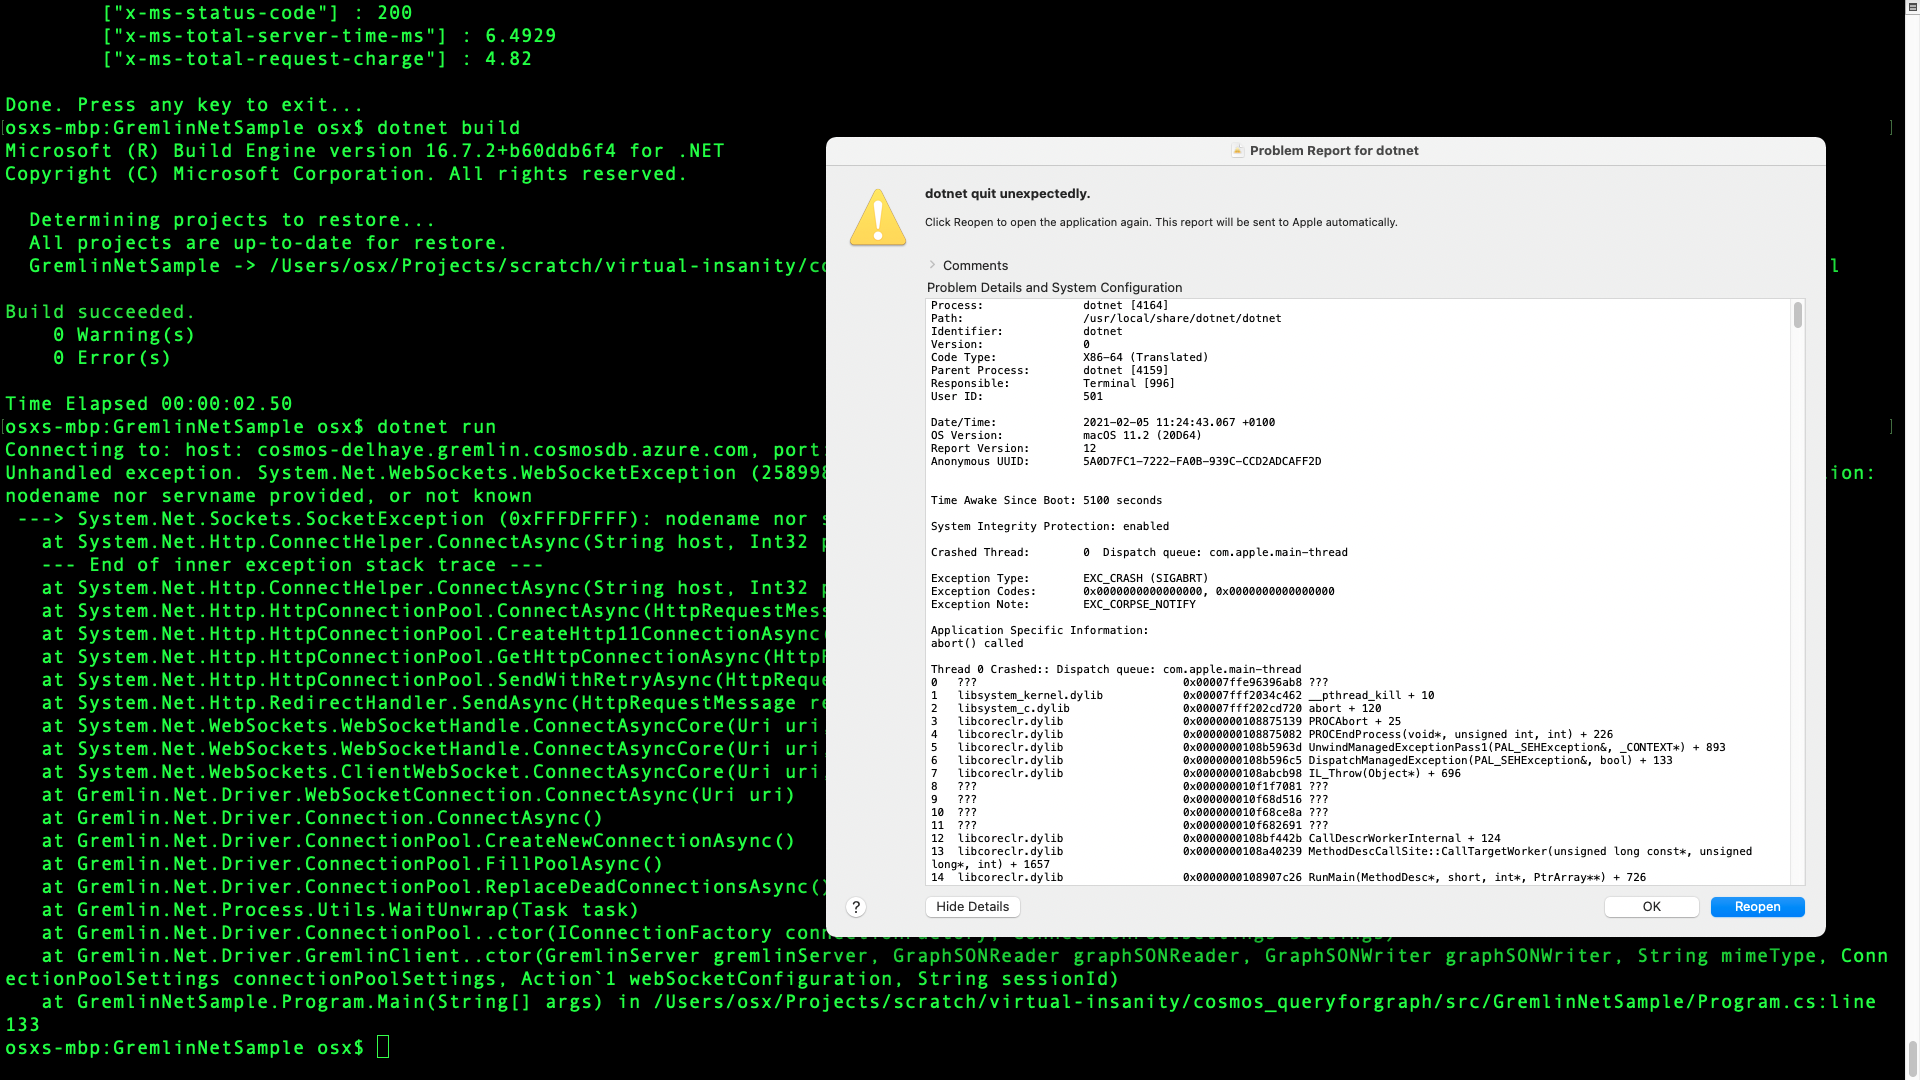 ["x-ms-status-code"] : 200
["x-ms-total-server-time-ms"] : 6.4929
["x-ms-total-request-charge"] : 4.82
Done. Press any key to exit...
[osxs-mbp:GremlinNetSample osx$ dotnet build ]
Microsoft (R) Build Engine version 16.7.2+b60ddb6f4 for .NET
Copyright (C) Microsoft Corporation. All rights reserved.
Determining projects to restore...
All projects are up-to-date for restore.
GremlinNetSample -> /Users/osx/Projects/scratch/virtual-insanity/co
l
Build succeeded.
0 Warning(s)
0 Error(s)
Time Elapsed 00:00:02.50
[osxs-mbp:GremlinNetSample osx$ dotnet run ]
Connecting to: host: cosmos-delhaye.gremlin.cosmosdb.azure.com, port:
Unhandled exception. System.Net.WebSockets.WebSocketException (258998
ion:
nodename nor servname provided, or not known
---> System.Net.Sockets.SocketException (0xFFFDFFFF): nodename nor s
at System.Net.Http.ConnectHelper.ConnectAsync(String host, Int32 p
--- End of inner exception stack trace ---
at System.Net.Http.ConnectHelper.ConnectAsync(String host, Int32 p
at System.Net.Http.HttpConnectionPool.ConnectAsync(HttpRequestMess
at System.Net.Http.HttpConnectionPool.CreateHttp11ConnectionAsync(
at System.Net.Http.HttpConnectionPool.GetHttpConnectionAsync(HttpR
at System.Net.Http.HttpConnectionPool.SendWithRetryAsync(HttpReque
at System.Net.Http.RedirectHandler.SendAsync(HttpRequestMessage re
at System.Net.WebSockets.WebSocketHandle.ConnectAsyncCore(Uri uri,
at System.Net.WebSockets.WebSocketHandle.ConnectAsyncCore(Uri uri,
at System.Net.WebSockets.ClientWebSocket.ConnectAsyncCore(Uri uri,
at Gremlin.Net.Driver.WebSocketConnection.ConnectAsync(Uri uri)
at Gremlin.Net.Driver.Connection.ConnectAsync()
at Gremlin.Net.Driver.ConnectionPool.CreateNewConnectionAsync()
at Gremlin.Net.Driver.ConnectionPool.FillPoolAsync()
at Gremlin.Net.Driver.ConnectionPool.ReplaceDeadConnectionsAsync()
at Gremlin.Net.Process.Utils.WaitUnwrap(Task task)
at Gremlin.Net.Driver.ConnectionPool..ctor(IConnectionFactory connectionFactory, ConnectionPoolSettings settings)
at Gremlin.Net.Driver.GremlinClient..ctor(GremlinServer gremlinServer, GraphSONReader graphSONReader, GraphSONWriter graphSONWriter, String mimeType, Conn
ectionPoolSettings connectionPoolSettings, Action`1 webSocketConfiguration, String sessionId)
at GremlinNetSample.Program.Main(String[] args) in /Users/osx/Projects/scratch/virtual-insanity/cosmos_queryforgraph/src/GremlinNetSample/Program.cs:line
133
osxs-mbp:GremlinNetSample osx$
Problem Report for dotnet
dotnet quit unexpectedly.
Click Reopen to open the application again. This report will be sent to Apple automatically.
Comments
Problem Details and System Configuration
Process: dotnet [4164]
Path: /usr/local/share/dotnet/dotnet
Identifier: dotnet
Version: 0
Code Type: X86-64 (Translated)
Parent Process: dotnet [4159]
Responsible: Terminal [996]
User ID: 501
Date/Time: 2021-02-05 11:24:43.067 +0100
OS Version: macOS 11.2 (20D64)
Report Version: 12
Anonymous UUID: 5A0D7FC1-7222-FA0B-939C-CCD2ADCAFF2D
Time Awake Since Boot: 5100 seconds
System Integrity Protection: enabled
Crashed Thread: 0 Dispatch queue: com.apple.main-thread
Exception Type: EXC_CRASH (SIGABRT)
Exception Codes: 0x0000000000000000, 0x0000000000000000
Exception Note: EXC_CORPSE_NOTIFY
Application Specific Information:
abort() called
Thread 0 Crashed:: Dispatch queue: com.apple.main-thread
0 ??? 0x00007ffe96396ab8 ???
1 libsystem_kernel.dylib 0x00007fff2034c462 __pthread_kill + 10
2 libsystem_c.dylib 0x00007fff202cd720 abort + 120
3 libcoreclr.dylib 0x0000000108875139 PROCAbort + 25
4 libcoreclr.dylib 0x0000000108875082 PROCEndProcess(void*, unsigned int, int) + 226
5 libcoreclr.dylib 0x0000000108b5963d UnwindManagedExceptionPass1(PAL_SEHException&, _CONTEXT*) + 893
6 libcoreclr.dylib 0x0000000108b596c5 DispatchManagedException(PAL_SEHException&, bool) + 133
7 libcoreclr.dylib 0x0000000108abcb98 IL_Throw(Object*) + 696
8 ??? 0x000000010f1f7081 ???
9 ??? 0x000000010f68d516 ???
10 ??? 0x000000010f68ce8a ???
11 ??? 0x000000010f682691 ???
12 libcoreclr.dylib 0x0000000108bf442b CallDescrWorkerInternal + 124
13 libcoreclr.dylib 0x0000000108a40239 MethodDescCallSite::CallTargetWorker(unsigned long const*, unsigned
long*, int) + 1657
14 libcoreclr.dylib 0x0000000108907c26 RunMain(MethodDesc*, short, int*, PtrArray**) + 726
?
Hide Details
OK
Reopen